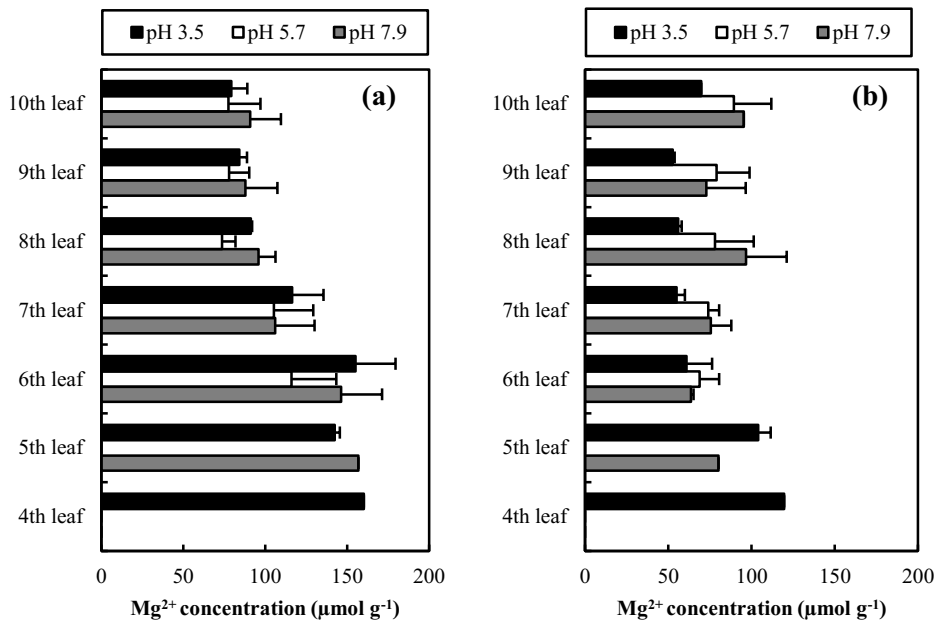 pH 3.5 pH 5.7 pH 7.9
(a)
10th leaf
9th leaf
8th leaf
7th leaf
6th leaf
5th leaf
4th leaf
0 50 100 150 200
Mg²⁺ concentration (µmol g⁻¹)
pH 3.5 pH 5.7 pH 7.9
(b)
10th leaf
9th leaf
8th leaf
7th leaf
6th leaf
5th leaf
4th leaf
0 50 100 150 200
Mg²⁺ concentration (µmol g⁻¹)